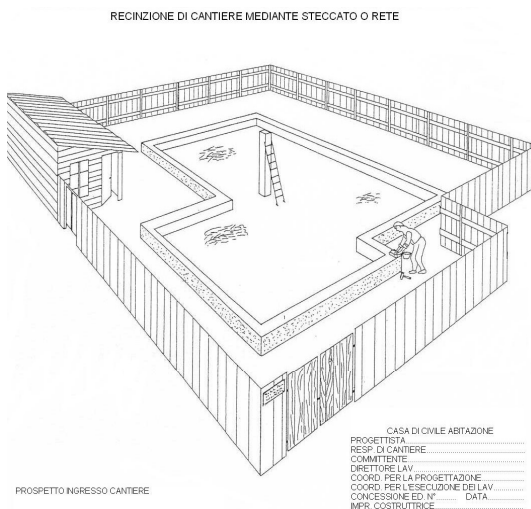 RECINZIONE DI CANTIERE MEDIANTE STECCATO O RETE
CASA DI CIVILE ABITAZIONE
PROGETTISTA
RESP. DI CANTIERE
COMMITTENTE
DIRETTORE LAV.
COORD. PER LA PROGETTAZIONE
COORD. PER L'ESECUZIONE DEI LAV.
CONCESSIONE ED. N° DATA
IMPR. COSTRUTTRICE
PROSPETTO INGRESSO CANTIERE